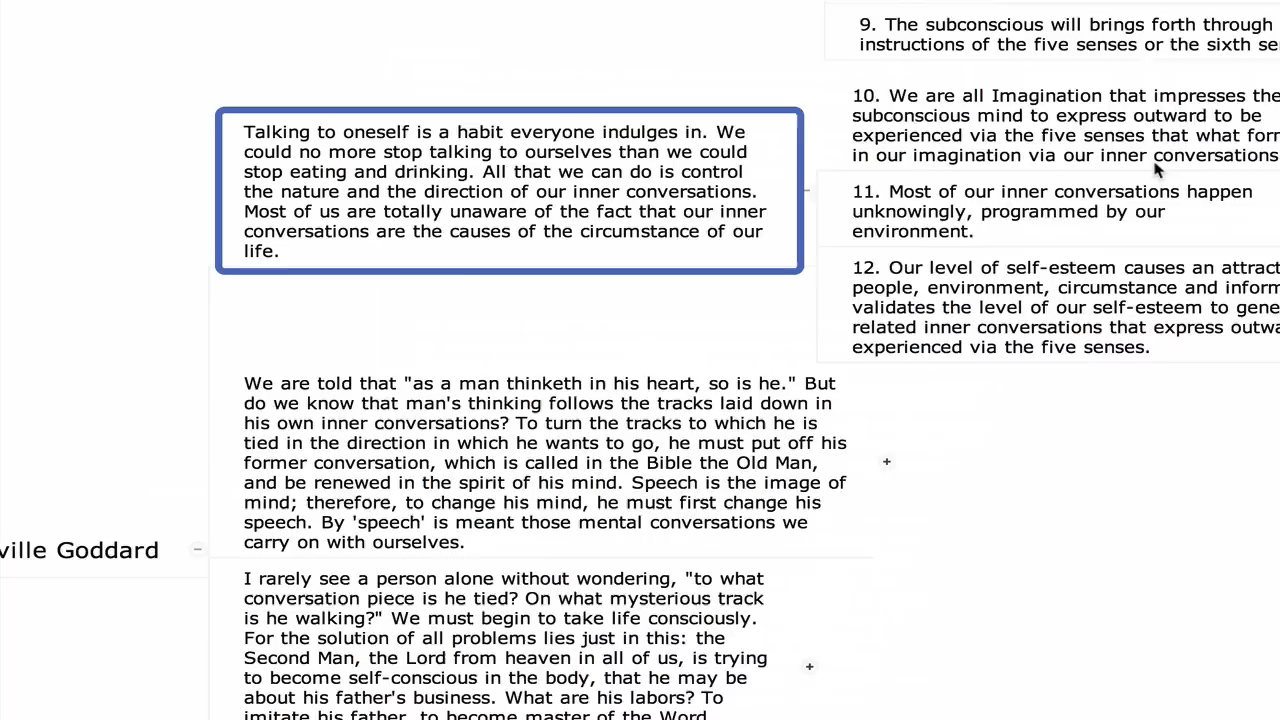 9. The subconscious will brings forth through
instructions of the five senses or the sixth
10. We are all Imagination that impresses the
subconscious mind to express outward to be
experienced via the five senses that what
in our imagination via our inner conversations
11. Most of our inner conversations happen
unknowingly, programmed by our
environment.
12. Our level of self-esteem causes an
people, environment, circumstance and
validates the level of our self-esteem to
related inner conversations that express
experienced via the five senses.
Talking to oneself is a habit everyone indulges in. We
could no more stop talking to ourselves than we could
stop eating and drinking. All that we can do is control
the nature and the direction of our inner conversations.
Most of us are totally unaware of the fact that our inner
conversations are the causes of the circumstance of our
life.
We are told that "as a man thinketh in his heart, so is he." But
do we know that man's thinking follows the tracks laid down in
his own inner conversations? To turn the tracks to which he is
tied in the direction in which he wants to go, he must put off his
former conversation, which is called in the Bible the Old Man,
and be renewed in the spirit of his mind. Speech is the image of
mind; therefore, to change his mind, he must first change his
speech. By 'speech' is meant those mental conversations we
carry on with ourselves.
ville Goddard
I rarely see a person alone without wondering, "to what
conversation piece is he tied? On what mysterious track
is he walking?" We must begin to take life consciously.
For the solution of all problems lies just in this: the
Second Man, the Lord from heaven in all of us, is trying
to become self-conscious in the body, that he may be
about his father's business. What are his labors? To
imitate his father, to become master of the Word,